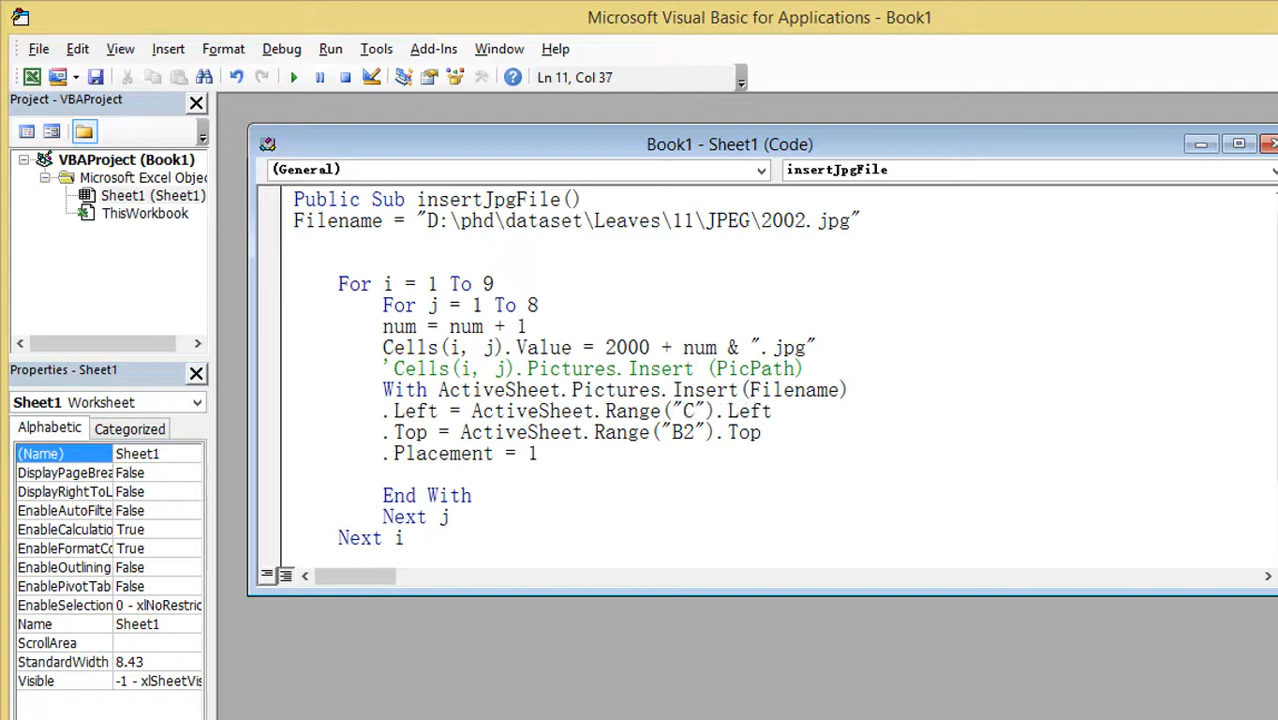 Microsoft Visual Basic for Applications - Book1
File Edit View Insert Format Debug Run Tools Add-Ins Window Help
Ln 11, Col 37
Project - VBAProject
VBAProject (Book1)
Microsoft Excel Objec
Sheet1 (Sheet1)
ThisWorkbook
Book1 - Sheet1 (Code)
(General) insertJpgFile
Public Sub insertJpgFile()
Filename = "D:\phd\dataset\Leaves\11\JPEG\2002.jpg"
For i = 1 To 9
For j = 1 To 8
num = num + 1
Cells(i, j).Value = 2000 + num & ".jpg"
'Cells(i, j).Pictures.Insert (PicPath)
With ActiveSheet.Pictures.Insert(Filename)
.Left = ActiveSheet.Range("C").Left
.Top = ActiveSheet.Range("B2").Top
.Placement = 1
End With
Next j
Next i
Properties - Sheet1
Sheet1 Worksheet
Alphabetic Categorized
(Name) Sheet1
DisplayPageBrea False
DisplayRightToL False
EnableAutoFilte False
EnableCalculatio True
EnableFormatCo True
EnableOutlining False
EnablePivotTab False
EnableSelection 0 - xlNoRestric
Name Sheet1
ScrollArea
StandardWidth 8.43
Visible -1 - xlSheetVis